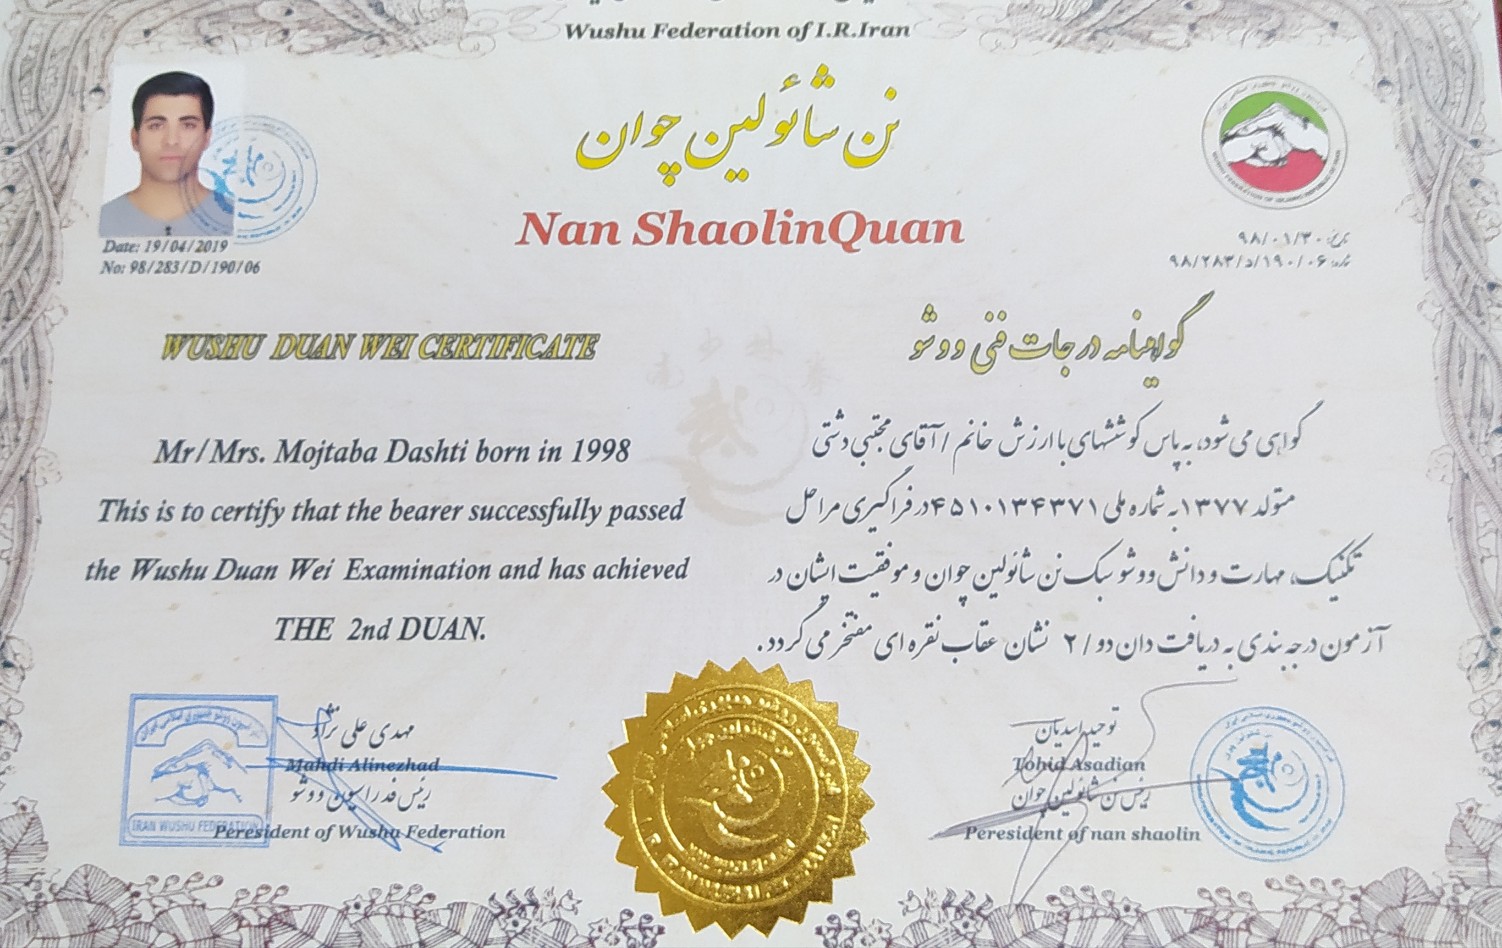 Wushu Federation of I.R.Iran
نن شائولین چوان
Nan ShaolinQuan
Date: 19/04/2019
No: 98/283/D/190/06
تاریخ: ۹۸/۰۱/۳۰
شماره: ۹۸/۲۸۳/د/۱۹۰/۰۶
WUSHU DUAN WEI CERTIFICATE
گواهینامه درجات فنی ووشو
Mr/Mrs. Mojtaba Dashti born in 1998
This is to certify that the bearer successfully passed
the Wushu Duan Wei Examination and has achieved
THE 2nd DUAN.
گواهی می شود، به پاس کوششهای با ارزش خانم / آقای مجتبی دشتی
متولد ۱۳۷۷ به شماره ملی ۴۵۱۰۱۳۴۳۷۱ در فراگیری مراحل
تکنیک، مهارت و دانش ووشو سبک نن شائولین چوان و موفقیت ایشان در
آزمون درجه بندی به دریافت دان دو / ۲ نشان عقاب نقره ای مفتخر می گردد.
مهدی علی نژاد
Mahdi Alinezhad
رئیس فدراسیون ووشو
Peresident of Wushu Federation
IRAN WUSHU FEDERATION
توحید اسدیان
Tohid Asadian
رئیس نن شائولین چوان
Peresident of nan shaolin